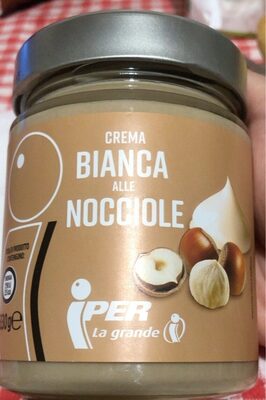 CREMA
BIANCA
ALLE
NOCCIOLE
iPER
La grande i